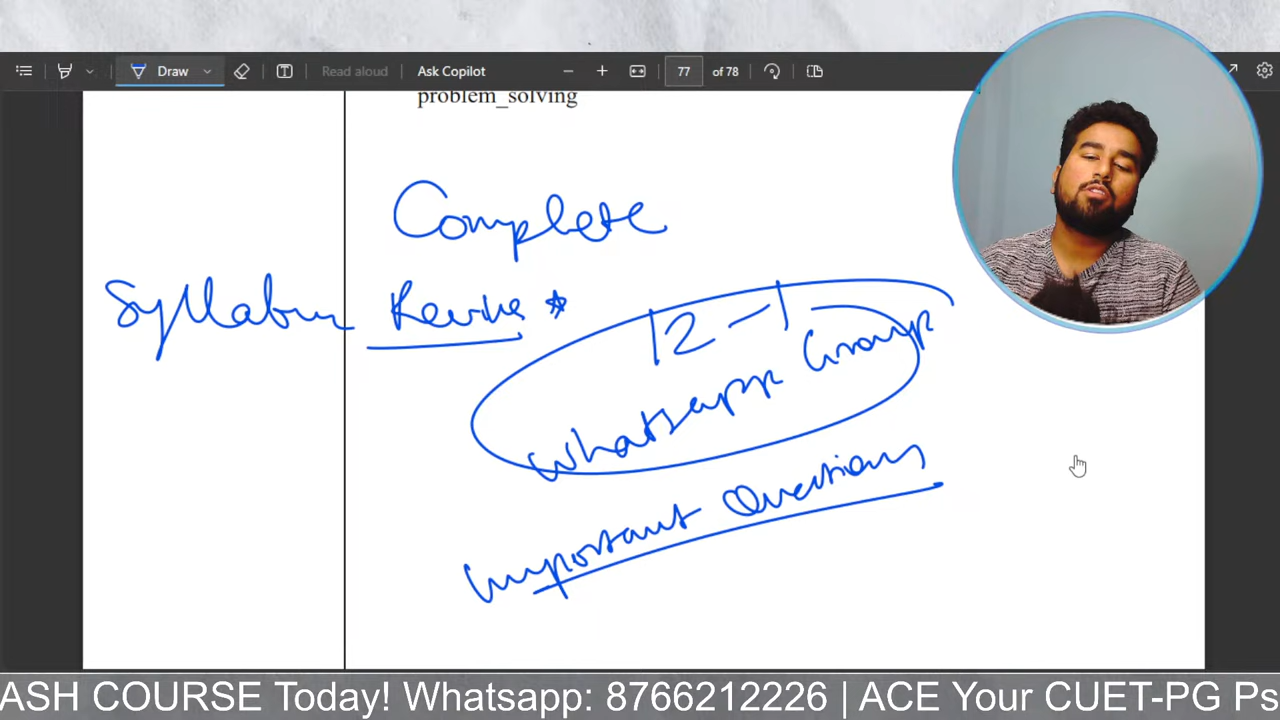 Draw
Read aloud
Ask Copilot
77
of 78
problem_solving
Complete
Syllabus Revise
12-1
Whatsapp Group
Important Questions
ASH COURSE Today! Whatsapp: 8766212226 | ACE Your CUET-PG Ps